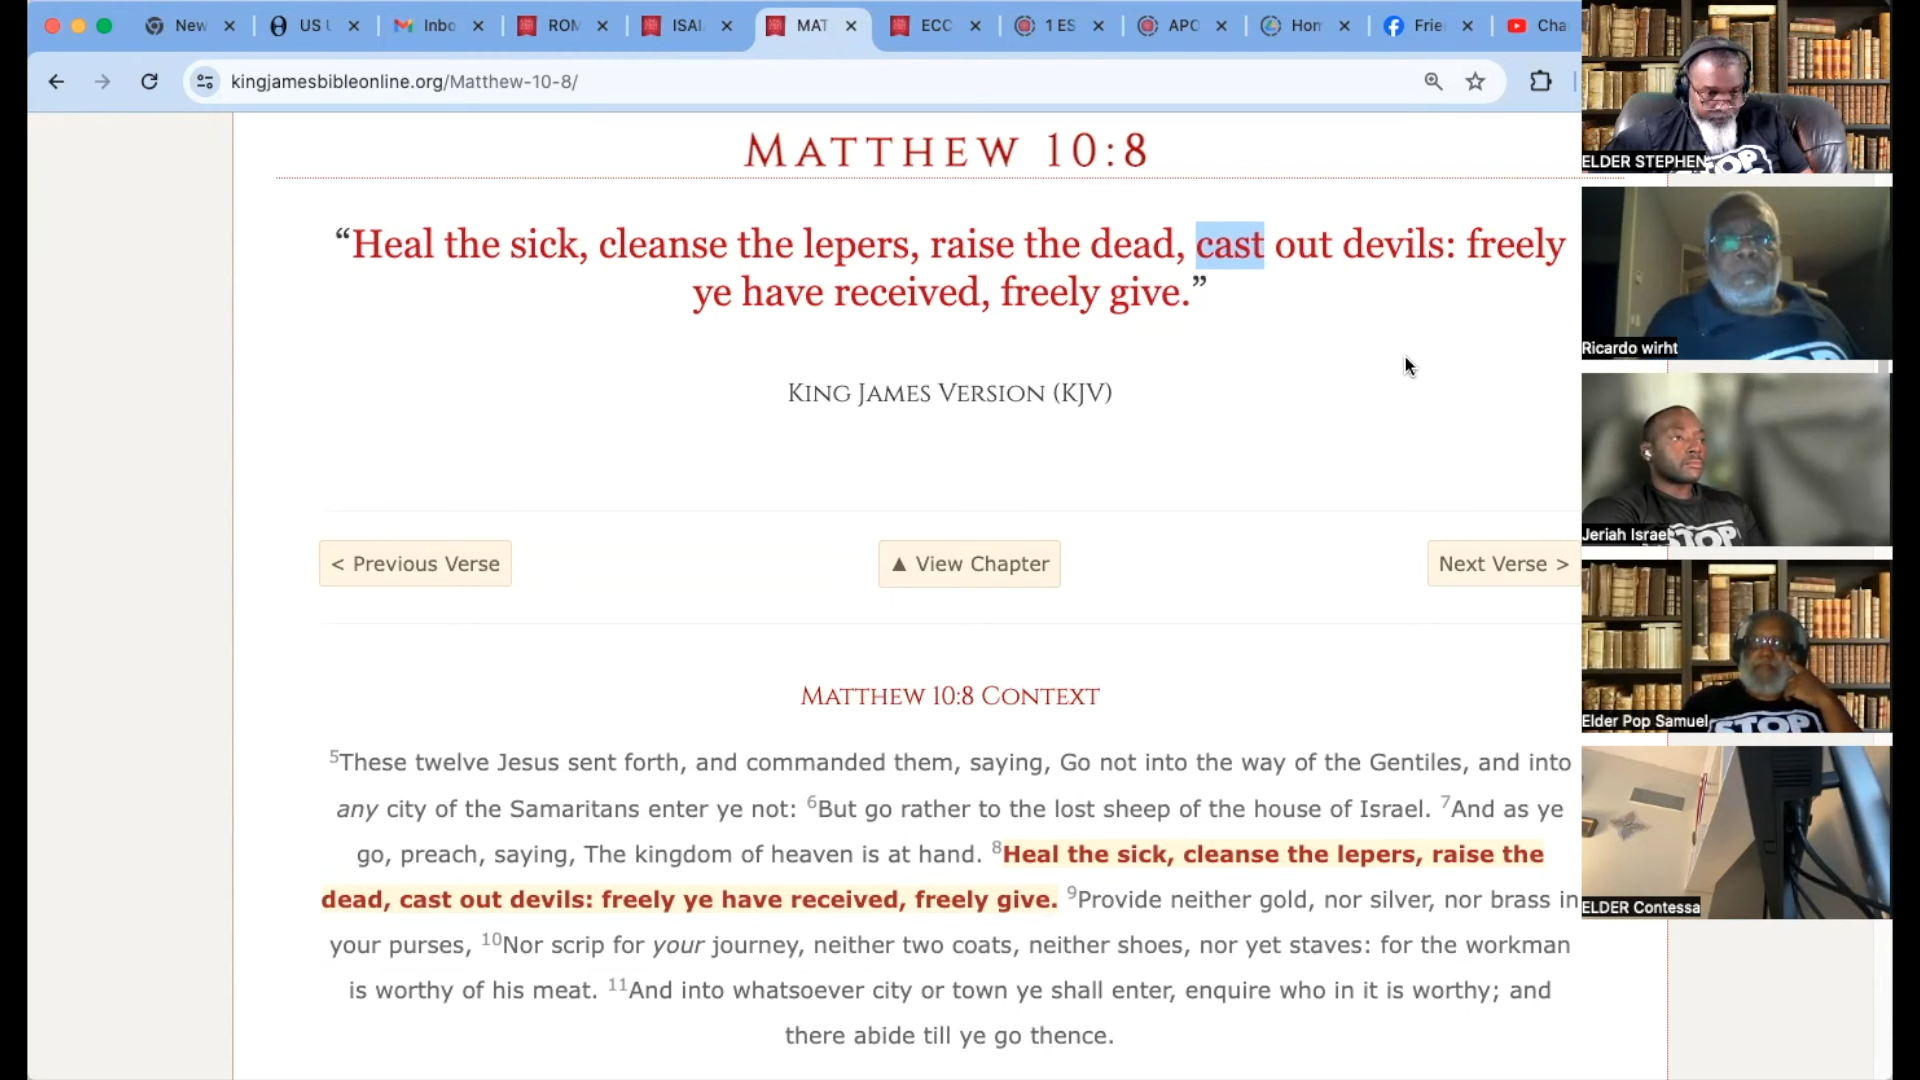 New
US U
Inbo
ROM
ISAI
MAT
ECC
1 ES
APO
Hom
Frie
Cha
kingjamesbibleonline.org/Matthew-10-8/
MATTHEW 10:8
“Heal the sick, cleanse the lepers, raise the dead, cast out devils: freely
ye have received, freely give.”
KING JAMES VERSION (KJV)
< Previous Verse
▲ View Chapter
Next Verse >
MATTHEW 10:8 CONTEXT
5These twelve Jesus sent forth, and commanded them, saying, Go not into the way of the Gentiles, and into
any city of the Samaritans enter ye not: 6But go rather to the lost sheep of the house of Israel. 7And as ye
go, preach, saying, The kingdom of heaven is at hand. 8Heal the sick, cleanse the lepers, raise the
dead, cast out devils: freely ye have received, freely give. 9Provide neither gold, nor silver, nor brass in
your purses, 10Nor scrip for your journey, neither two coats, neither shoes, nor yet staves: for the workman
is worthy of his meat. 11And into whatsoever city or town ye shall enter, enquire who in it is worthy; and
there abide till ye go thence.
ELDER STEPHEN
STOP
Ricardo wirht
Jeriah Israel
STOP
Elder Pop Samuel
STOP
ELDER Contessa